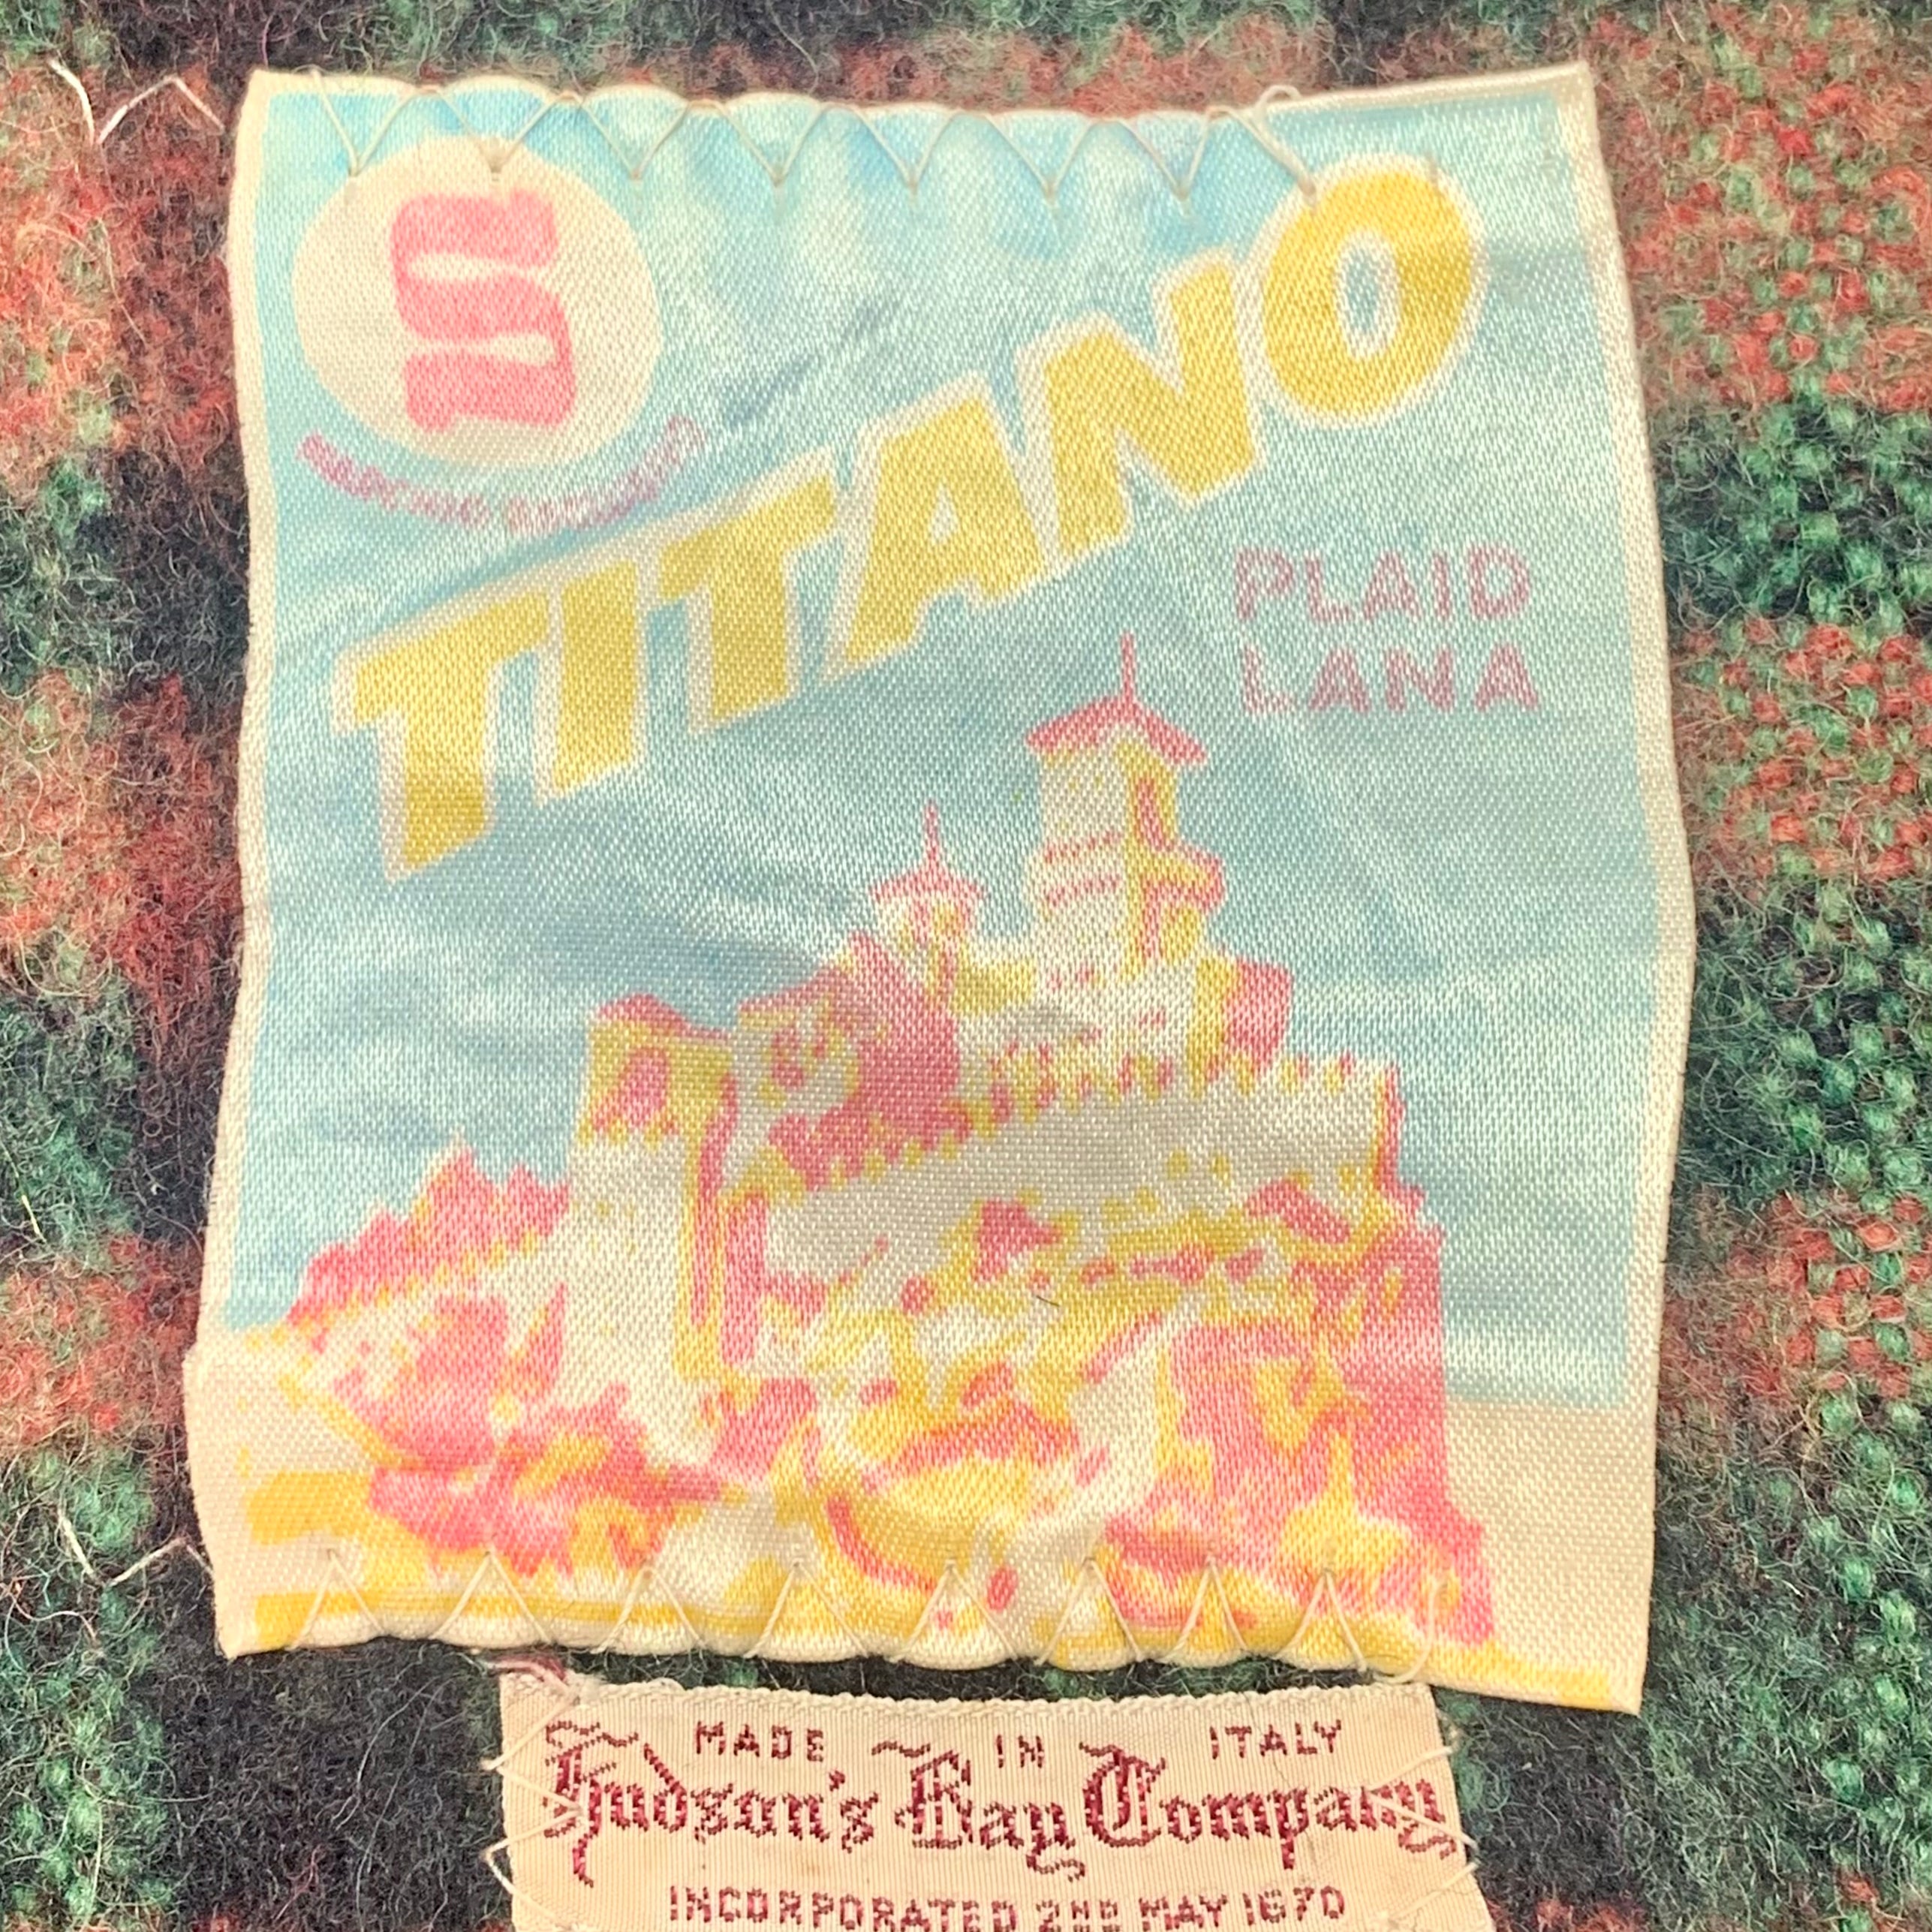 TITANO
PLAID
LANA
MADE IN ITALY
Hudson's Bay Company
INCORPORATED 2ND MAY 1670